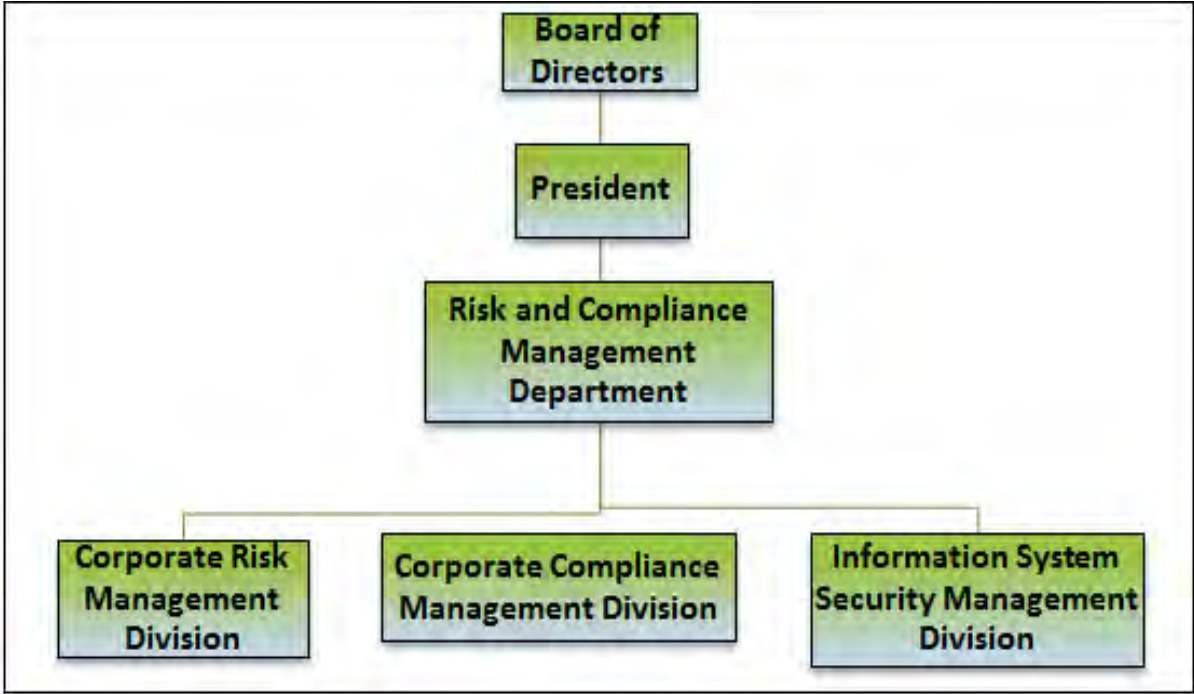 Board of
Directors
President
Risk and Compliance
Management
Department
Corporate Risk
Management
Division
Corporate Compliance
Management Division
Information System
Security Management
Division